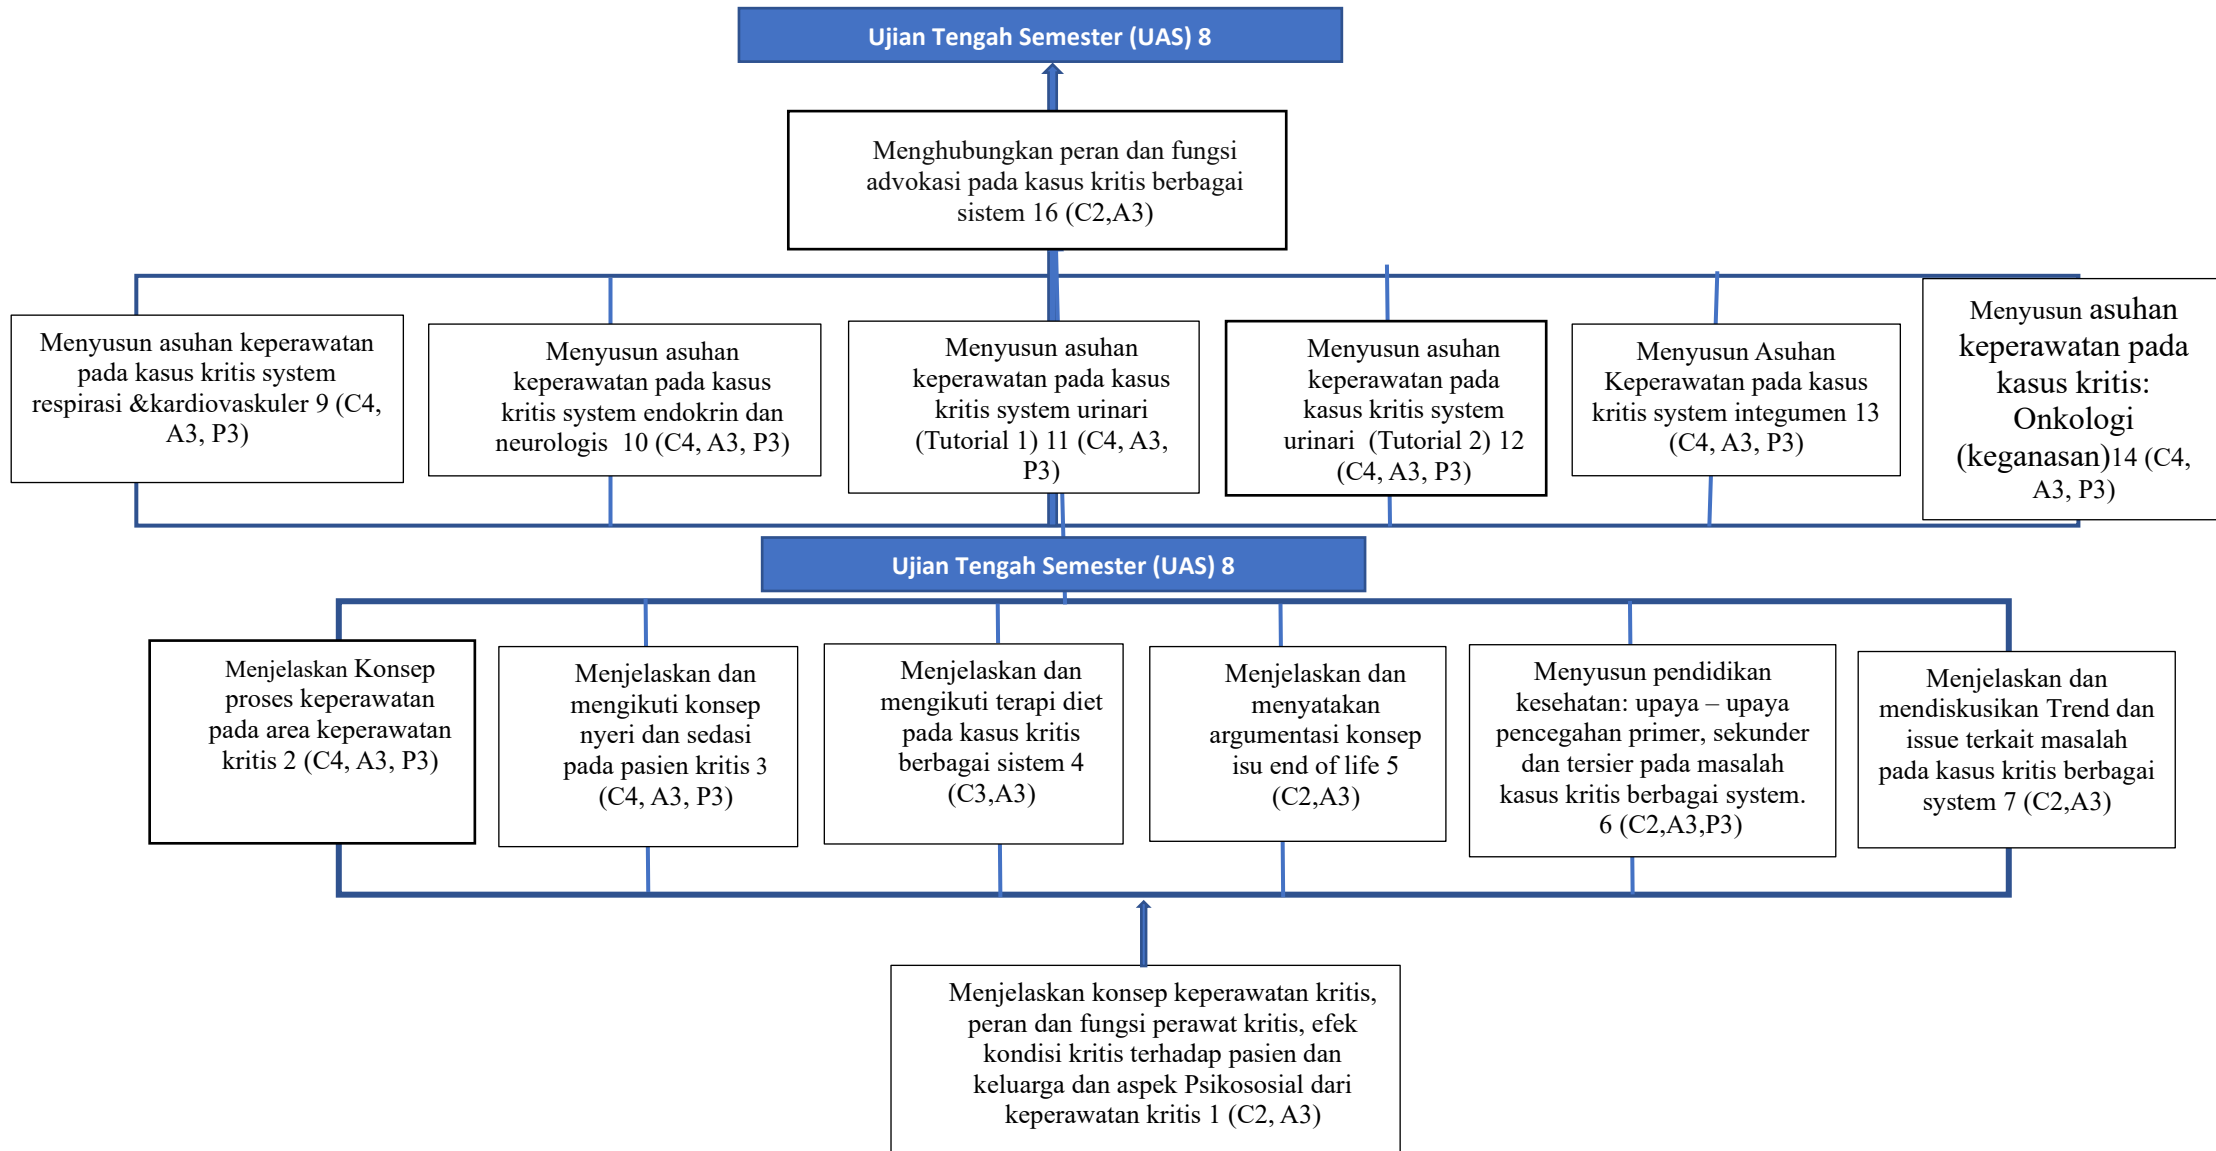 Ujian Tengah Semester (UAS) 8
Menghubungkan peran dan fungsi
advokasi pada kasus kritis berbagai
sistem 16 (C2,A3)
Menyusun asuhan keperawatan
pada kasus kritis system
respirasi &kardiovaskuler 9 (C4,
A3, P3)
Menyusun asuhan
keperawatan pada kasus
kritis system endokrin dan
neurologis 10 (C4, A3, P3)
Menyusun asuhan
keperawatan pada kasus
kritis system urinari
(Tutorial 1) 11 (C4, A3,
P3)
Menyusun asuhan
keperawatan pada
kasus kritis system
urinari (Tutorial 2) 12
(C4, A3, P3)
Menyusun Asuhan
Keperawatan pada kasus
kritis system integumen 13
(C4, A3, P3)
Menyusun asuhan
keperawatan pada
kasus kritis:
Onkologi
(keganasan)14 (C4,
A3, P3)
Ujian Tengah Semester (UAS) 8
Menjelaskan Konsep
proses keperawatan
pada area keperawatan
kritis 2 (C4, A3, P3)
Menjelaskan dan
mengikuti konsep
nyeri dan sedasi
pada pasien kritis 3
(C4, A3, P3)
Menjelaskan dan
mengikuti terapi diet
pada kasus kritis
berbagai sistem 4
(C3,A3)
Menjelaskan dan
menyatakan
argumentasi konsep
isu end of life 5
(C2,A3)
Menyusun pendidikan
kesehatan: upaya – upaya
pencegahan primer, sekunder
dan tersier pada masalah
kasus kritis berbagai system.
6 (C2,A3,P3)
Menjelaskan dan
mendiskusikan Trend dan
issue terkait masalah
pada kasus kritis berbagai
system 7 (C2,A3)
Menjelaskan konsep keperawatan kritis,
peran dan fungsi perawat kritis, efek
kondisi kritis terhadap pasien dan
keluarga dan aspek Psikososial dari
keperawatan kritis 1 (C2, A3)